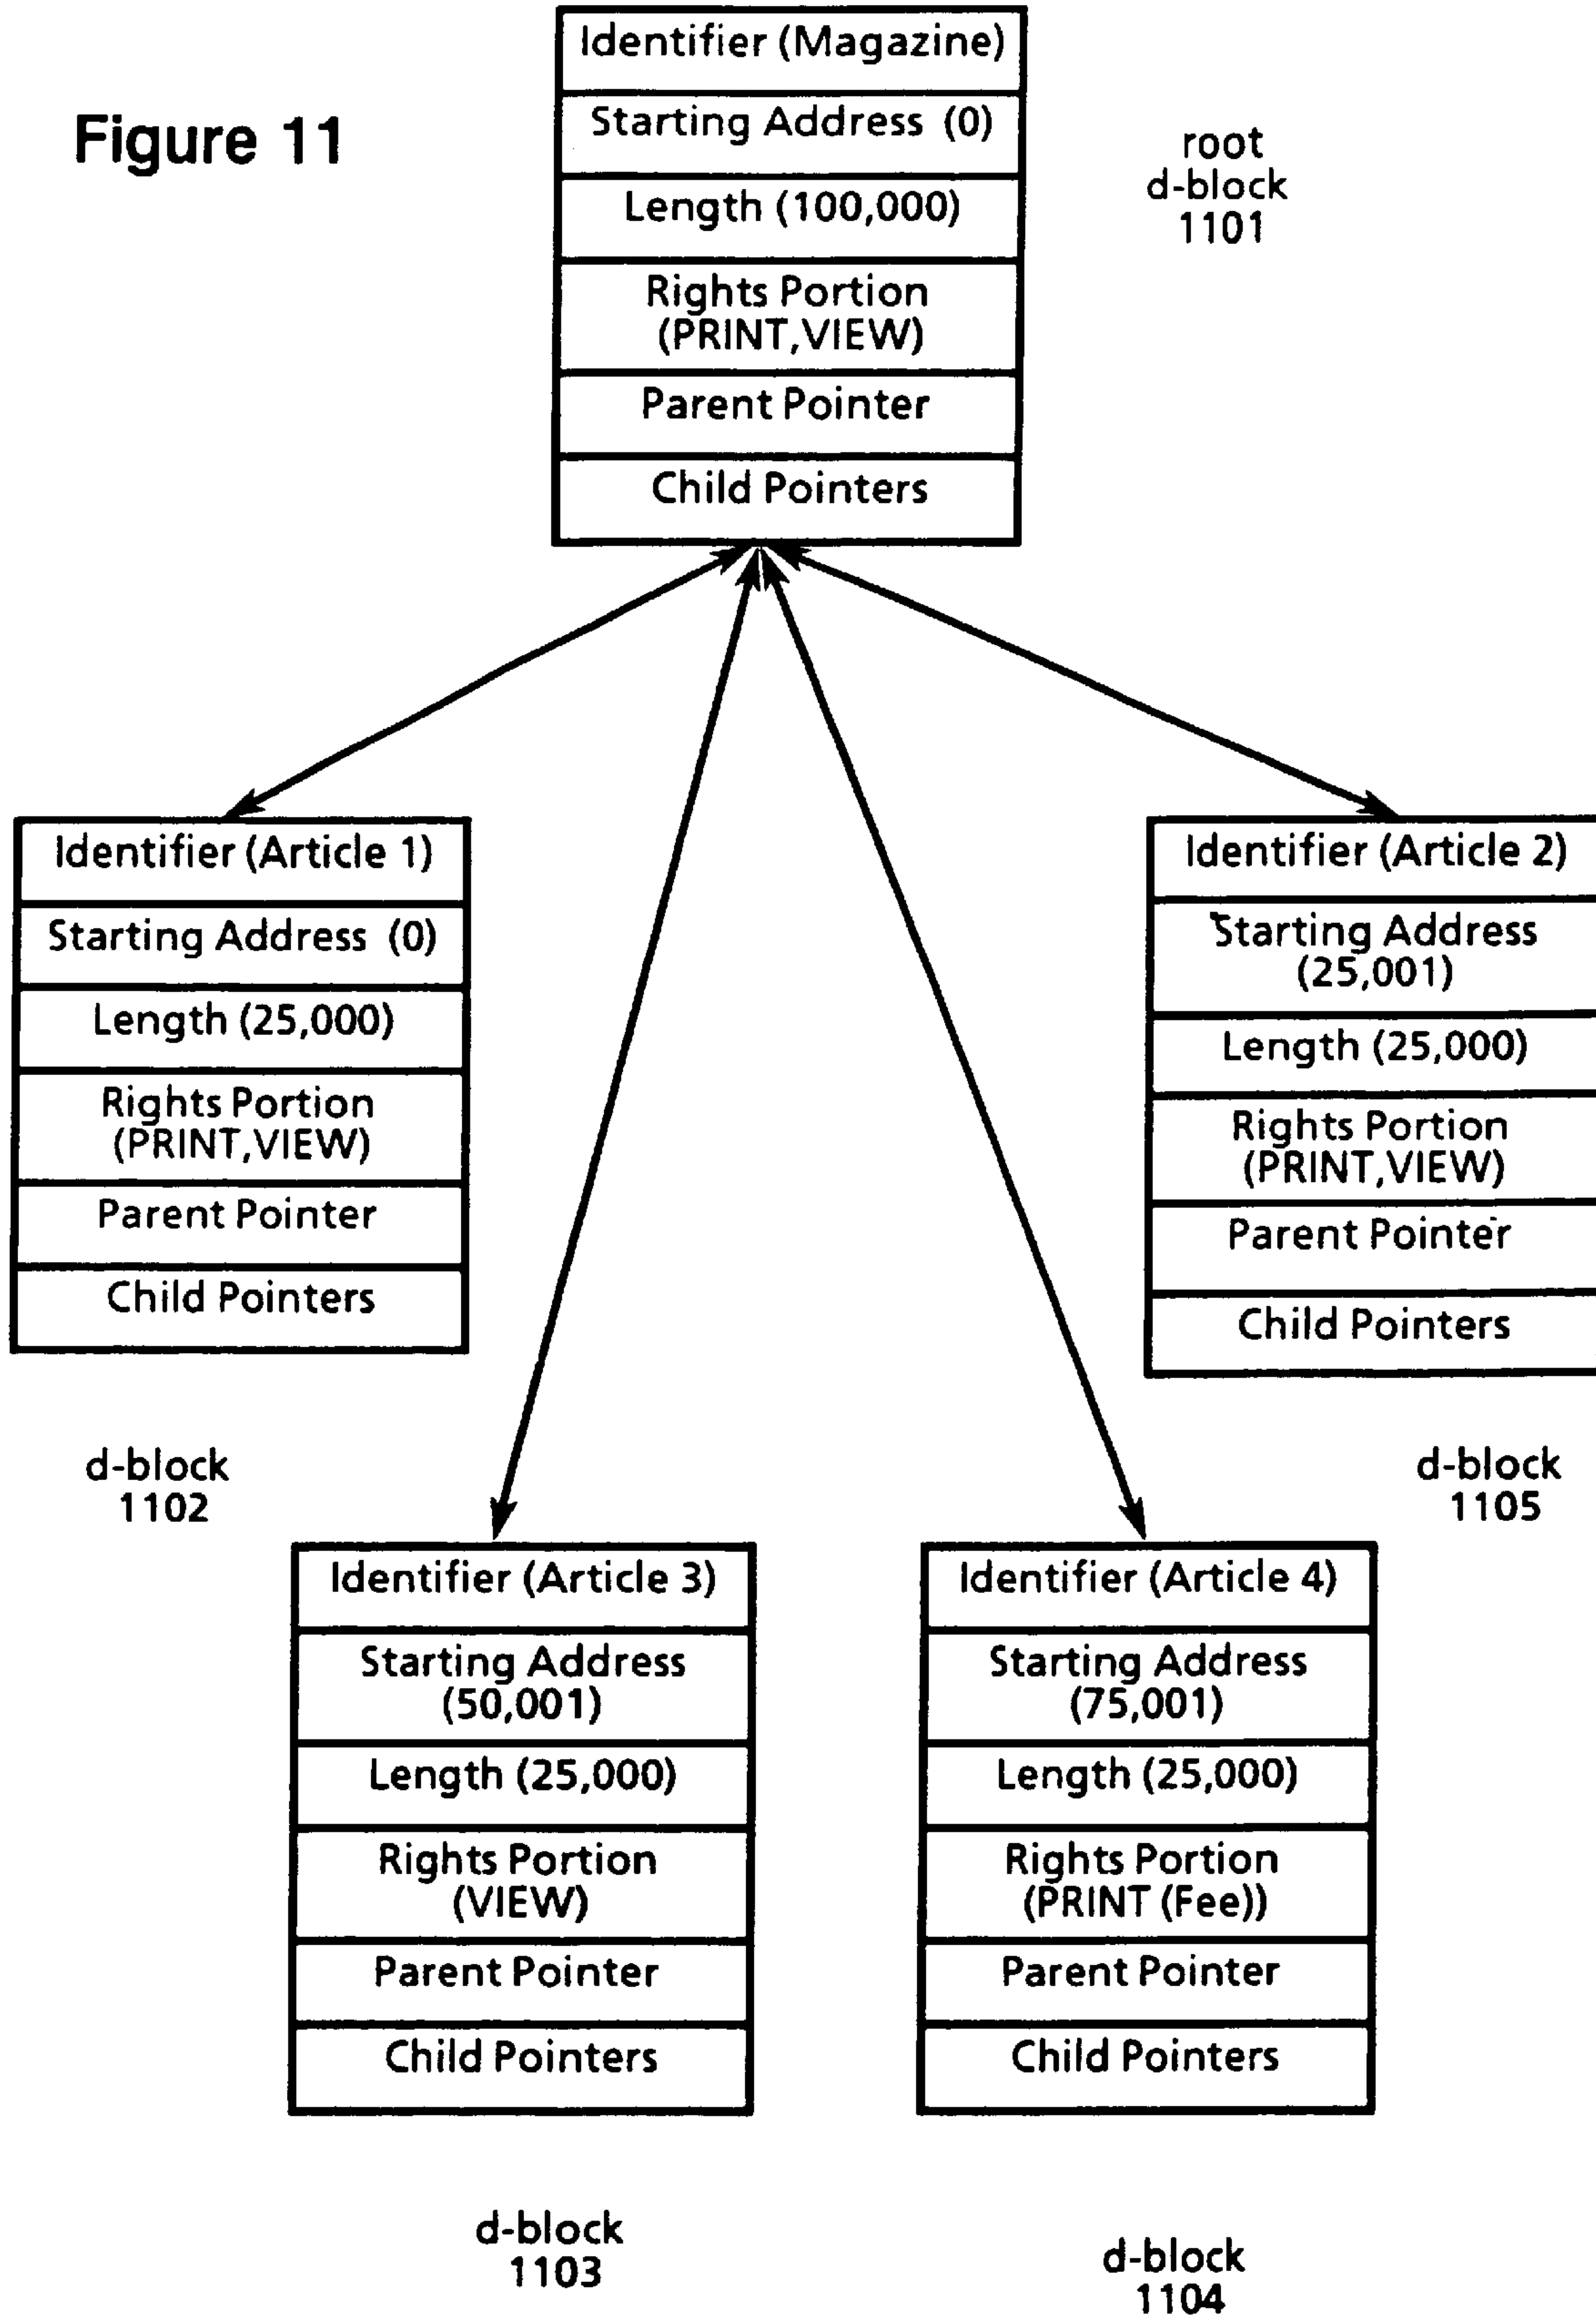 Figure 11
Identifier (Magazine)
Starting Address (0)
Length (100,000)
Rights Portion
(PRINT,VIEW)
Parent Pointer
Child Pointers
root
d-block
1101
Identifier (Article 1)
Starting Address (0)
Length (25,000)
Rights Portion
(PRINT,VIEW)
Parent Pointer
Child Pointers
d-block
1102
Identifier (Article 2)
Starting Address
(25,001)
Length (25,000)
Rights Portion
(PRINT,VIEW)
Parent Pointer
Child Pointers
d-block
1105
Identifier (Article 3)
Starting Address
(50,001)
Length (25,000)
Rights Portion
(VIEW)
Parent Pointer
Child Pointers
d-block
1103
Identifier (Article 4)
Starting Address
(75,001)
Length (25,000)
Rights Portion
(PRINT (Fee))
Parent Pointer
Child Pointers
d-block
1104